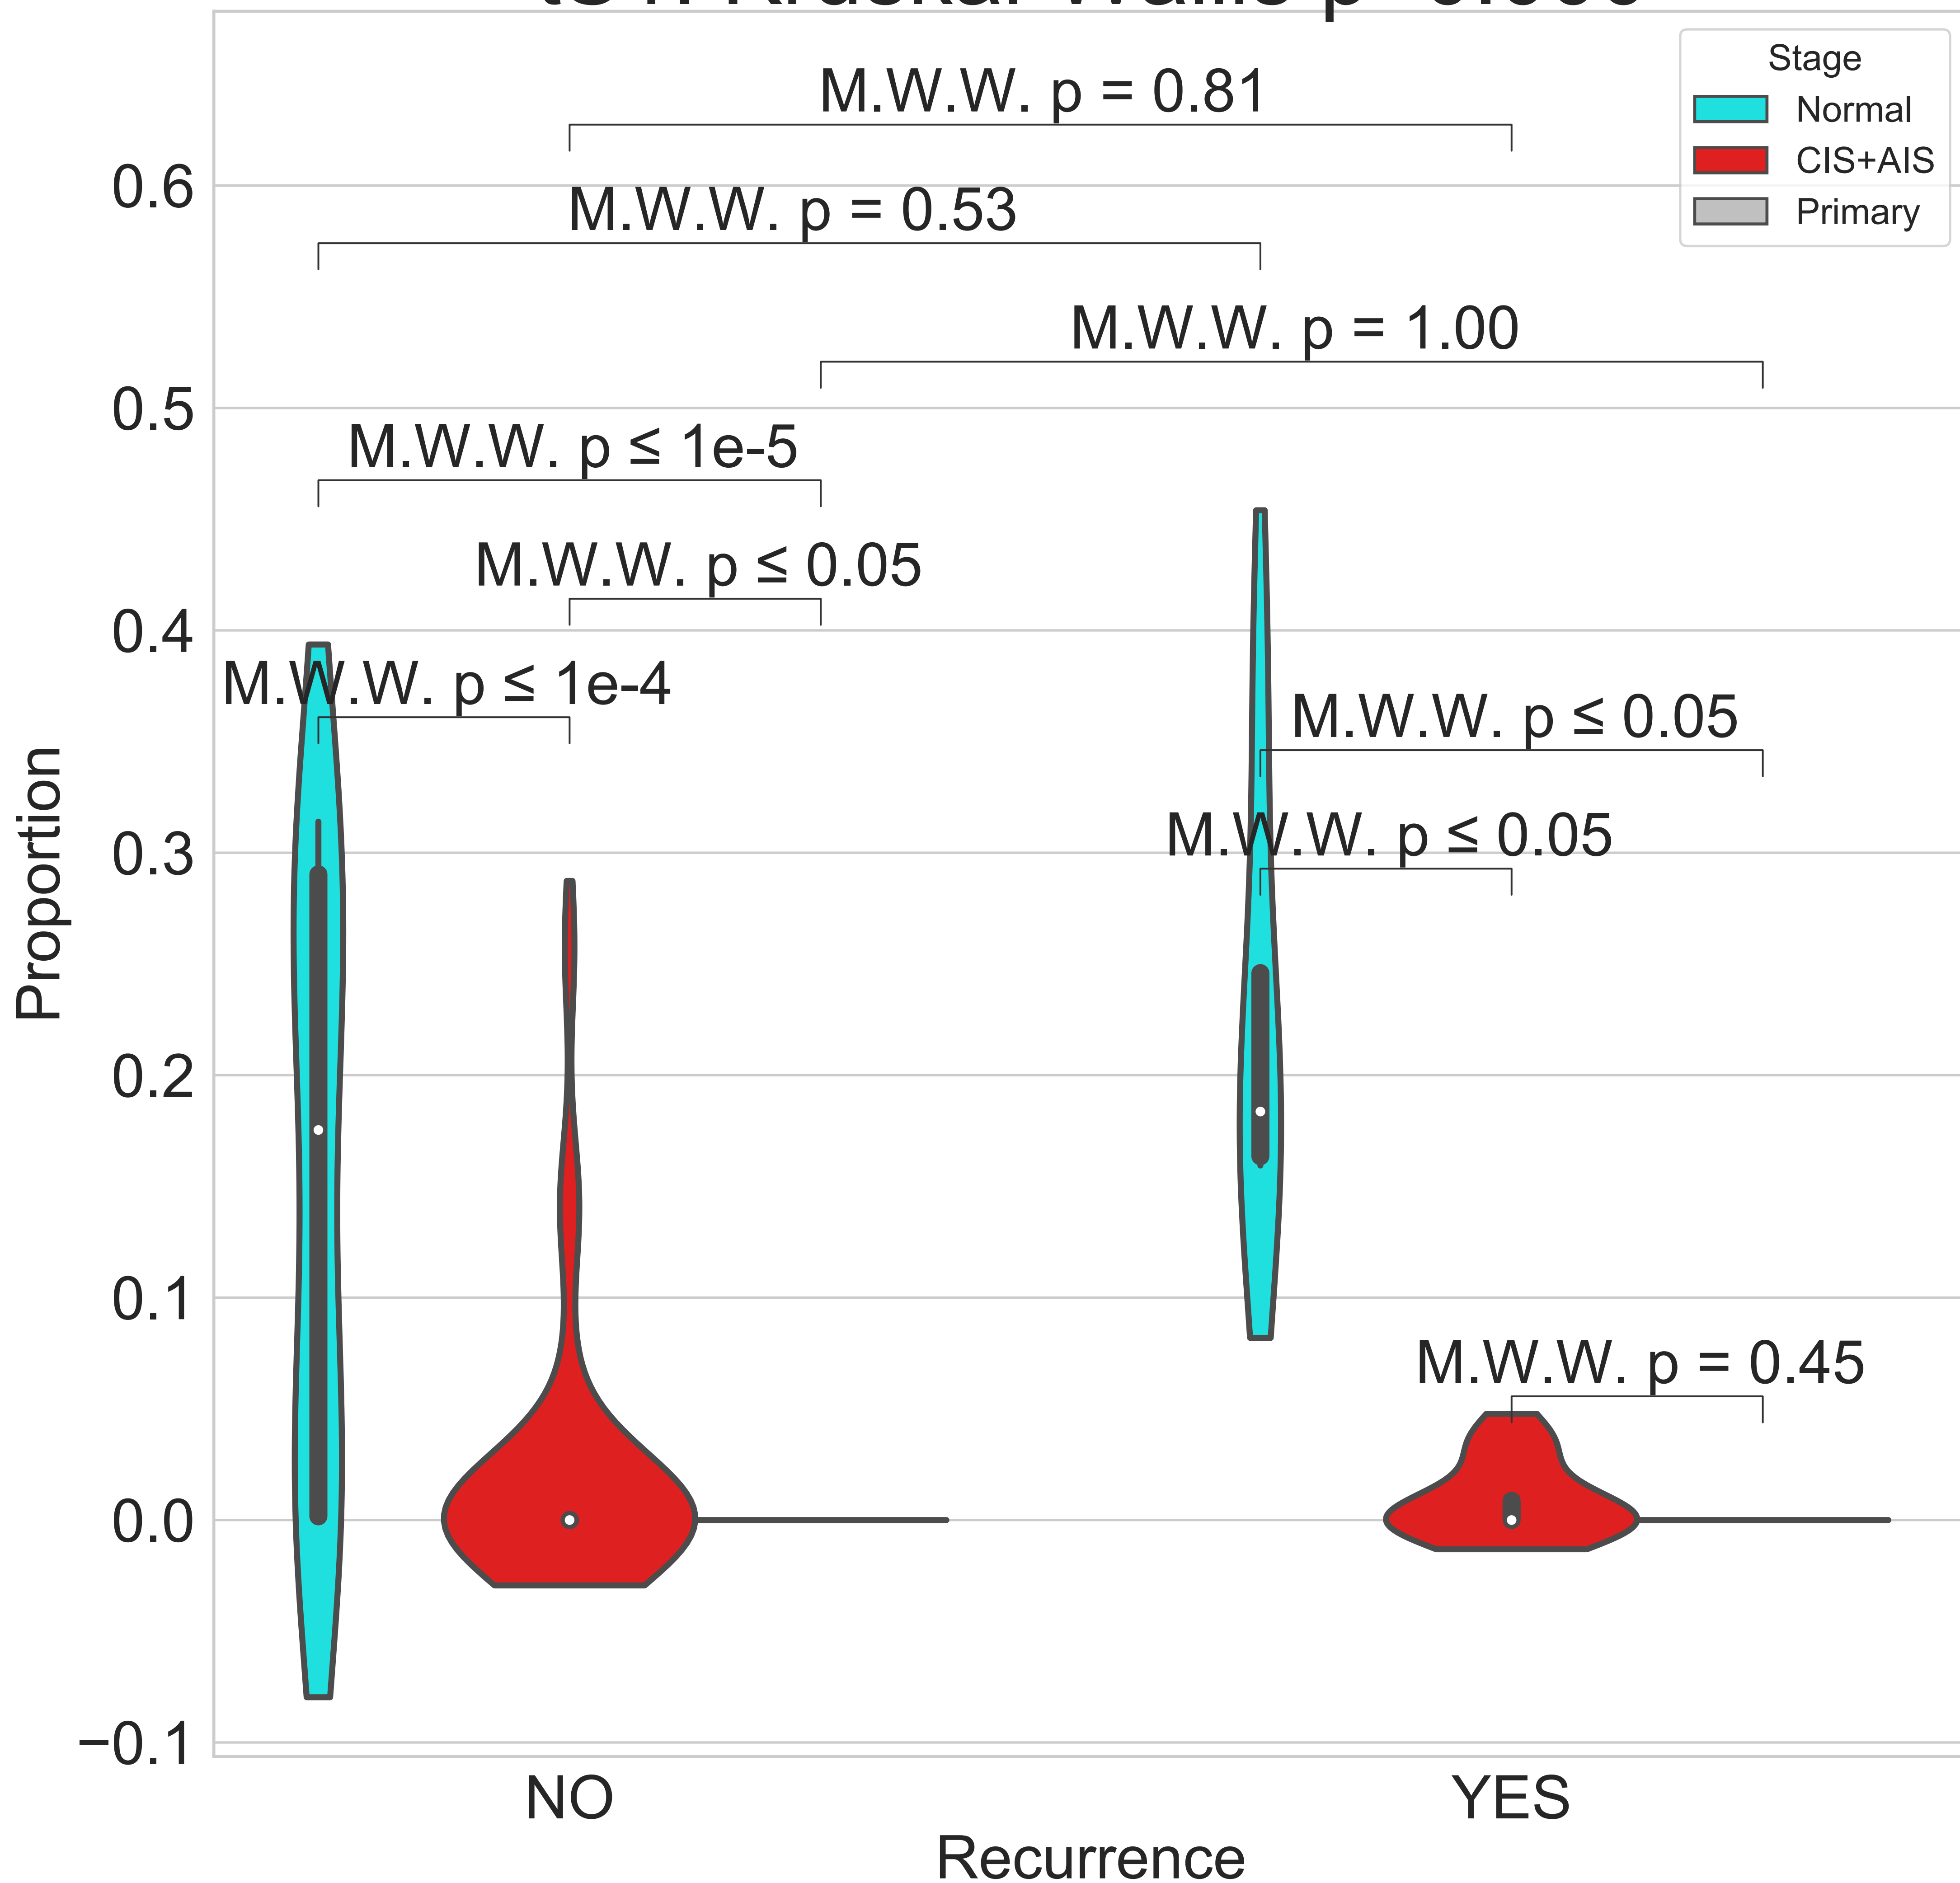 Stage
Normal
CIS+AIS
Primary
M.W.W. p = 0.81
M.W.W. p = 0.53
M.W.W. p = 1.00
M.W.W. p ≤ 1e-5
M.W.W. p ≤ 0.05
M.W.W. p ≤ 1e-4
M.W.W. p ≤ 0.05
M.W.W. p ≤ 0.05
M.W.W. p = 0.45
0.6
0.5
0.4
0.3
0.2
0.1
0.0
−0.1
Proportion
NO
YES
Recurrence